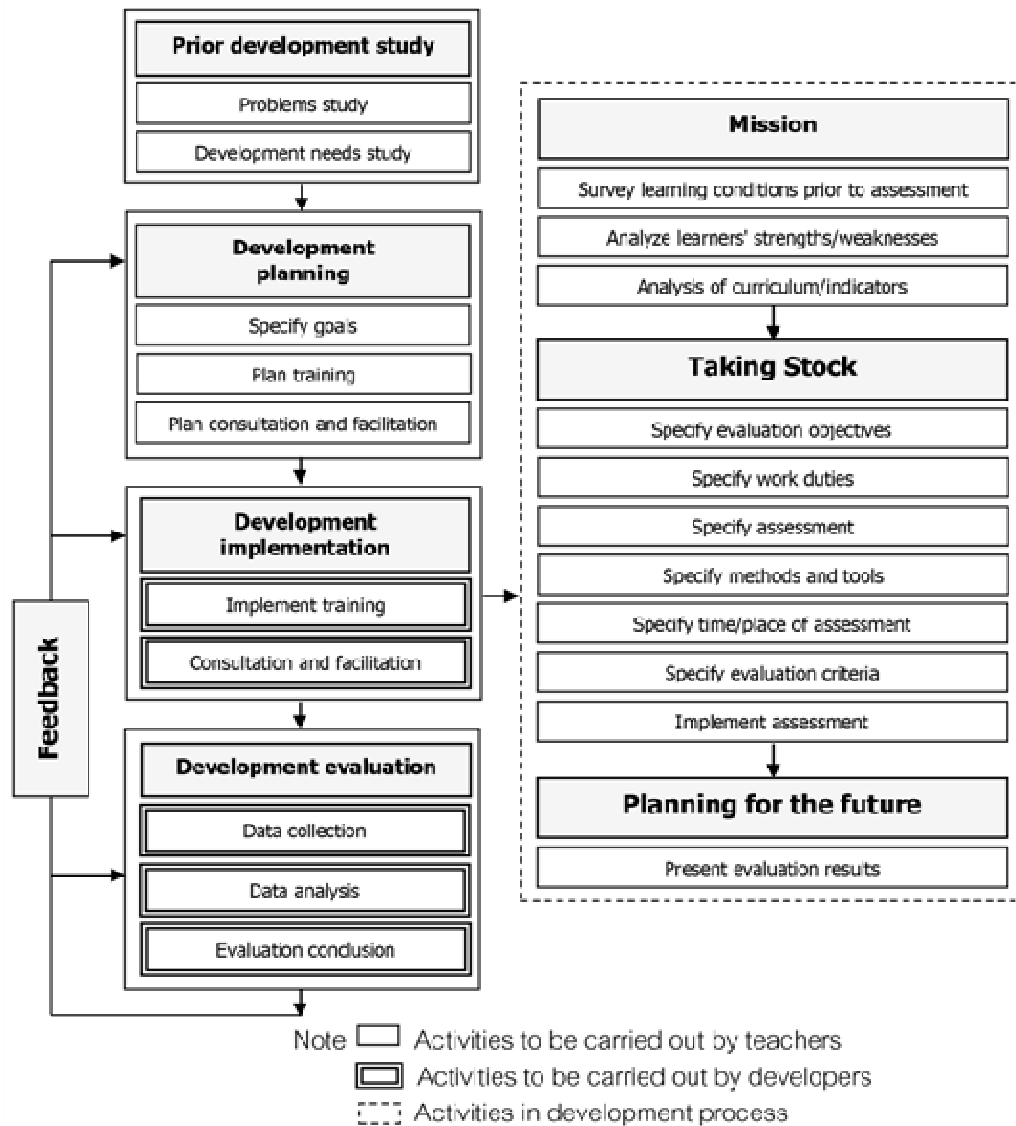 Prior development study
Problems study
Development needs study
Development
planning
Specify goals
Plan training
Plan consultation and facilitation
Development
implementation
Implement training
Consultation and facilitation
Feedback
Development evaluation
Data collection
Data analysis
Evaluation conclusion
Mission
Survey learning conditions prior to assessment
Analyze learners' strengths/weaknesses
Analysis of curriculum/indicators
Taking Stock
Specify evaluation objectives
Specify work duties
Specify assessment
Specify methods and tools
Specify time/place of assessment
Specify evaluation criteria
Implement assessment
Planning for the future
Present evaluation results
Note Activities to be carried out by teachers
Activities to be carried out by developers
Activities in development process